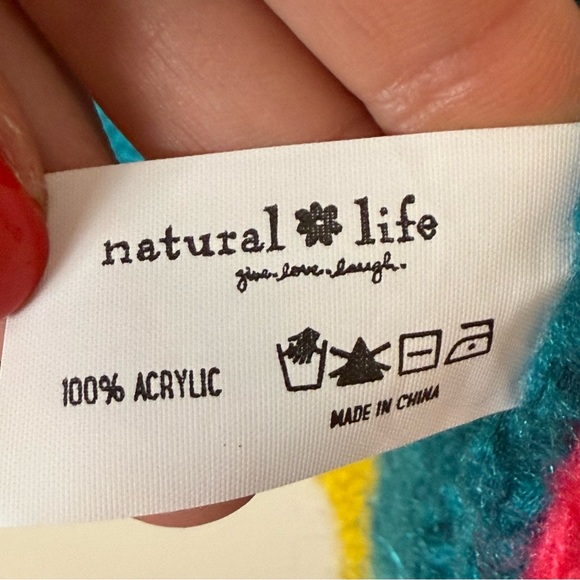 natural life
give.love.laugh.
100% ACRYLIC
MADE IN CHINA